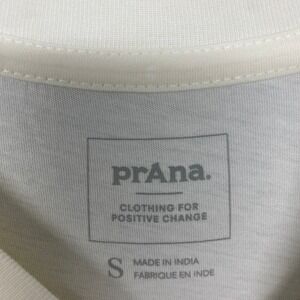 prAna.
CLOTHING FOR
POSITIVE CHANGE
S
MADE IN INDIA
FABRIQUE EN INDE